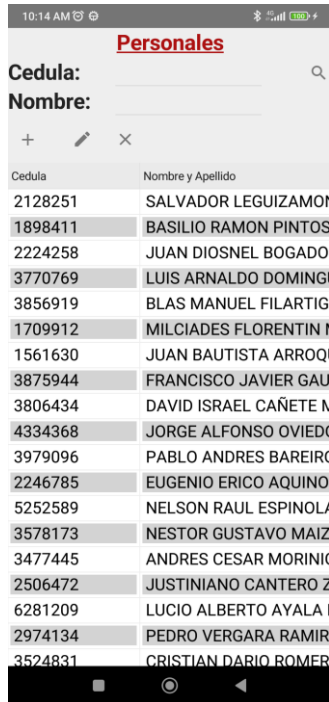 10:14 AM 4G 100
Personales
Cedula:
Nombre:
Cedula Nombre y Apellido
2128251 SALVADOR LEGUIZAMON
1898411 BASILIO RAMON PINTOS
2224258 JUAN DIOSNEL BOGADO
3770769 LUIS ARNALDO DOMINGU
3856919 BLAS MANUEL FILARTIG
1709912 MILCIADES FLORENTIN
1561630 JUAN BAUTISTA ARROQU
3875944 FRANCISCO JAVIER GAU
3806434 DAVID ISRAEL CAÑETE M
4334368 JORGE ALFONSO OVIEDO
3979096 PABLO ANDRES BAREIRO
2246785 EUGENIO ERICO AQUINO
5252589 NELSON RAUL ESPINOLA
3578173 NESTOR GUSTAVO MAIZ
3477445 ANDRES CESAR MORINIG
2506472 JUSTINIANO CANTERO Z
6281209 LUCIO ALBERTO AYALA
2974134 PEDRO VERGARA RAMIR
3524831 CRISTIAN DARIO ROMER